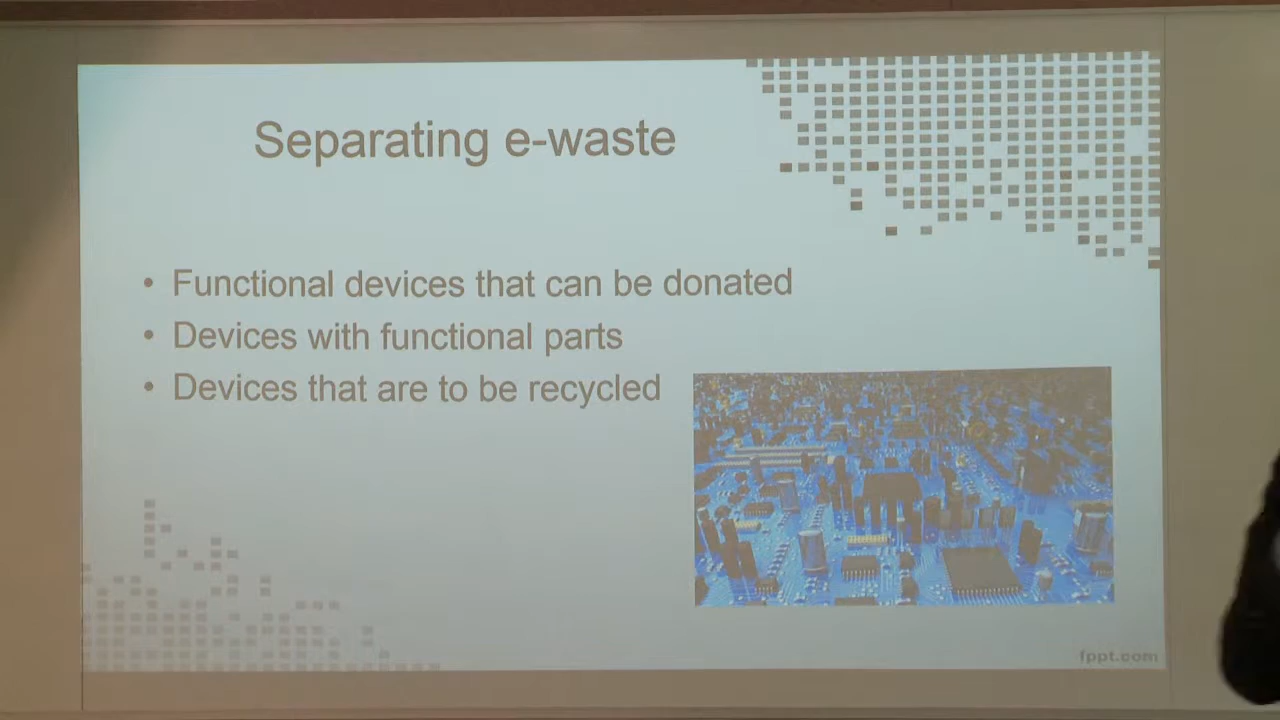 Separating e-waste
• Functional devices that can be donated
• Devices with functional parts
• Devices that are to be recycled
fppt.com